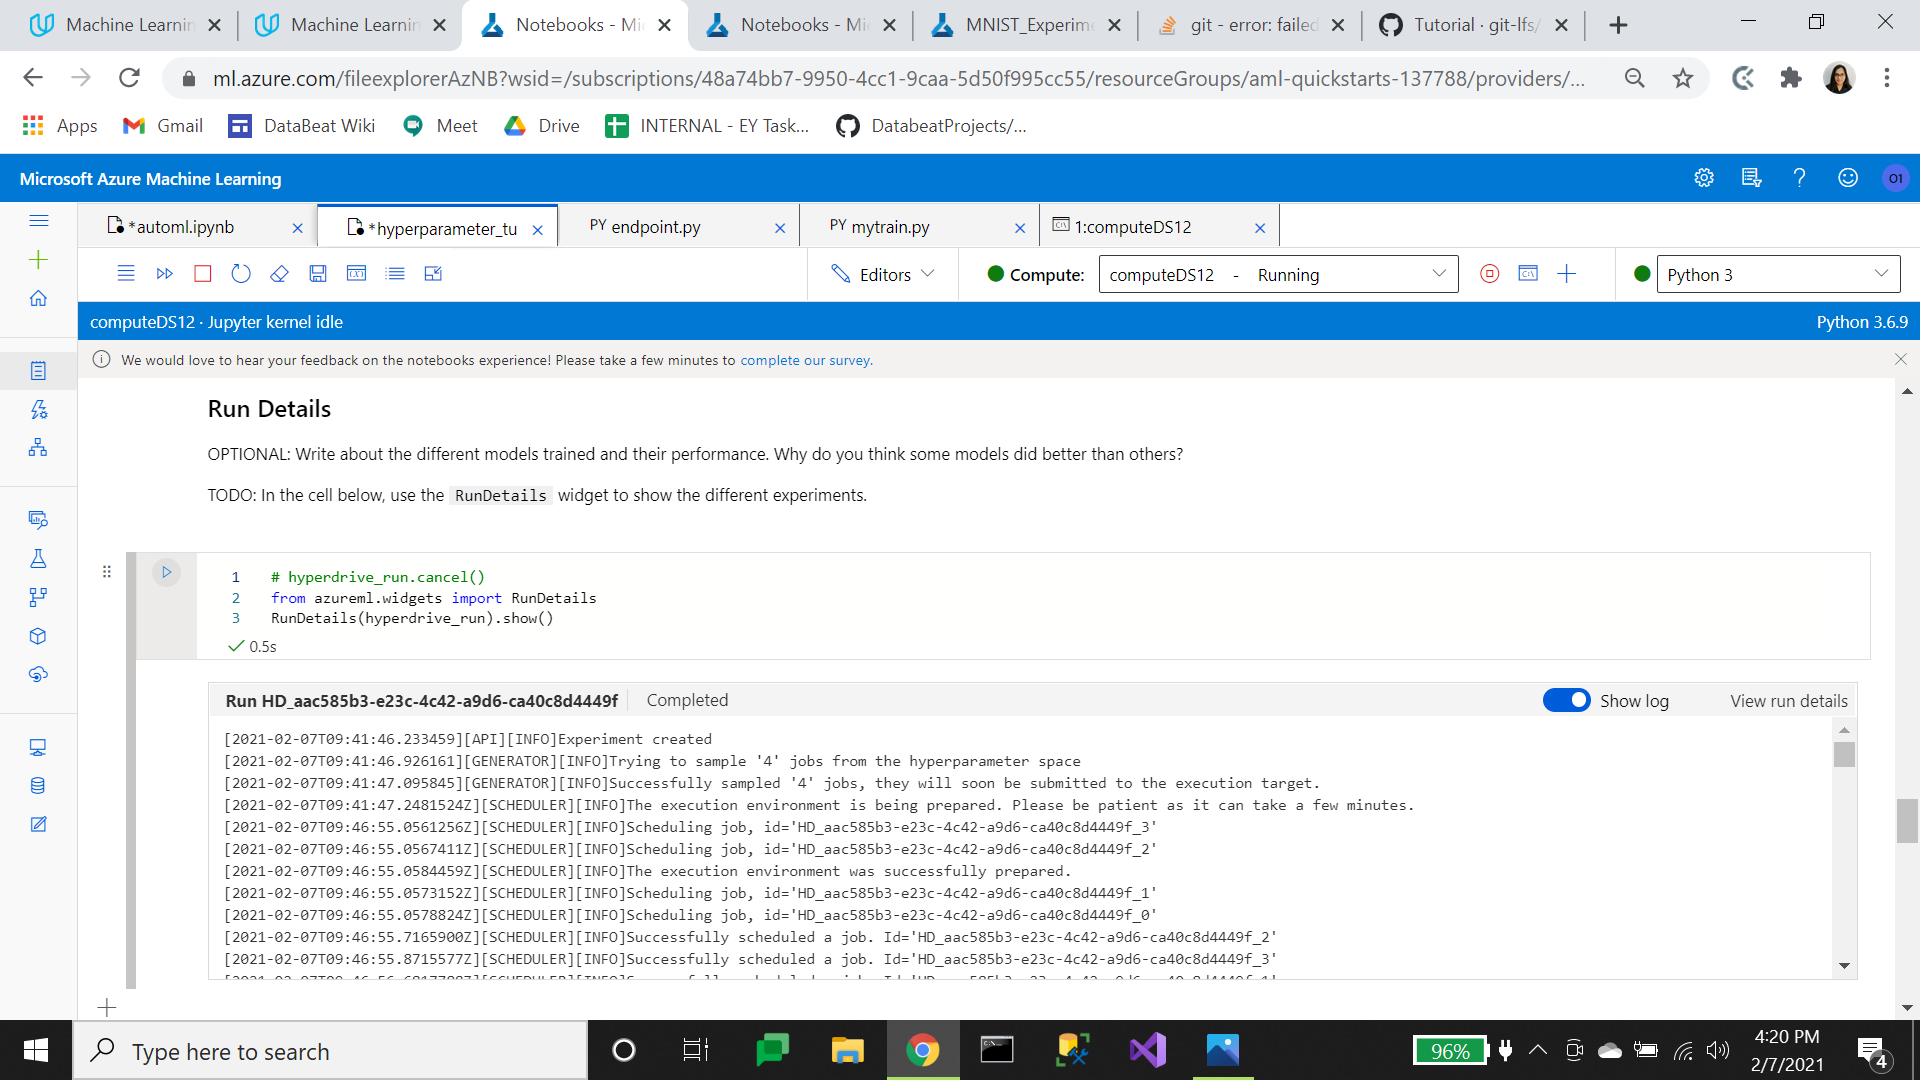 Machine Learnin
Machine Learnin
Notebooks - Mi
Notebooks - Mi
MNIST_Experime
git - error: failed
Tutorial · git-lfs/
ml.azure.com/fileexplorerAzNB?wsid=/subscriptions/48a74bb7-9950-4cc1-9caa-5d50f995cc55/resourceGroups/aml-quickstarts-137788/providers/...
Apps
Gmail
DataBeat Wiki
Meet
Drive
INTERNAL - EY Task...
DatabeatProjects/...
Microsoft Azure Machine Learning
01
*automl.ipynb
*hyperparameter_tu
PY endpoint.py
PY mytrain.py
1:computeDS12
Editors
Compute:
computeDS12 - Running
Python 3
computeDS12 · Jupyter kernel idle
Python 3.6.9
We would love to hear your feedback on the notebooks experience! Please take a few minutes to complete our survey.
Run Details
OPTIONAL: Write about the different models trained and their performance. Why do you think some models did better than others?
TODO: In the cell below, use the RunDetails widget to show the different experiments.
1 # hyperdrive_run.cancel()
2 from azureml.widgets import RunDetails
3 RunDetails(hyperdrive_run).show()
0.5s
Run HD_aac585b3-e23c-4c42-a9d6-ca40c8d4449f
Completed
Show log
View run details
[2021-02-07T09:41:46.233459][API][INFO]Experiment created
[2021-02-07T09:41:46.926161][GENERATOR][INFO]Trying to sample '4' jobs from the hyperparameter space
[2021-02-07T09:41:47.095845][GENERATOR][INFO]Successfully sampled '4' jobs, they will soon be submitted to the execution target.
[2021-02-07T09:41:47.2481524Z][SCHEDULER][INFO]The execution environment is being prepared. Please be patient as it can take a few minutes.
[2021-02-07T09:46:55.0561256Z][SCHEDULER][INFO]Scheduling job, id='HD_aac585b3-e23c-4c42-a9d6-ca40c8d4449f_3'
[2021-02-07T09:46:55.0567411Z][SCHEDULER][INFO]Scheduling job, id='HD_aac585b3-e23c-4c42-a9d6-ca40c8d4449f_2'
[2021-02-07T09:46:55.0584459Z][SCHEDULER][INFO]The execution environment was successfully prepared.
[2021-02-07T09:46:55.0573152Z][SCHEDULER][INFO]Scheduling job, id='HD_aac585b3-e23c-4c42-a9d6-ca40c8d4449f_1'
[2021-02-07T09:46:55.0578824Z][SCHEDULER][INFO]Scheduling job, id='HD_aac585b3-e23c-4c42-a9d6-ca40c8d4449f_0'
[2021-02-07T09:46:55.7165900Z][SCHEDULER][INFO]Successfully scheduled a job. Id='HD_aac585b3-e23c-4c42-a9d6-ca40c8d4449f_2'
[2021-02-07T09:46:55.8715577Z][SCHEDULER][INFO]Successfully scheduled a job. Id='HD_aac585b3-e23c-4c42-a9d6-ca40c8d4449f_3'
Type here to search
96%
4:20 PM
2/7/2021
4